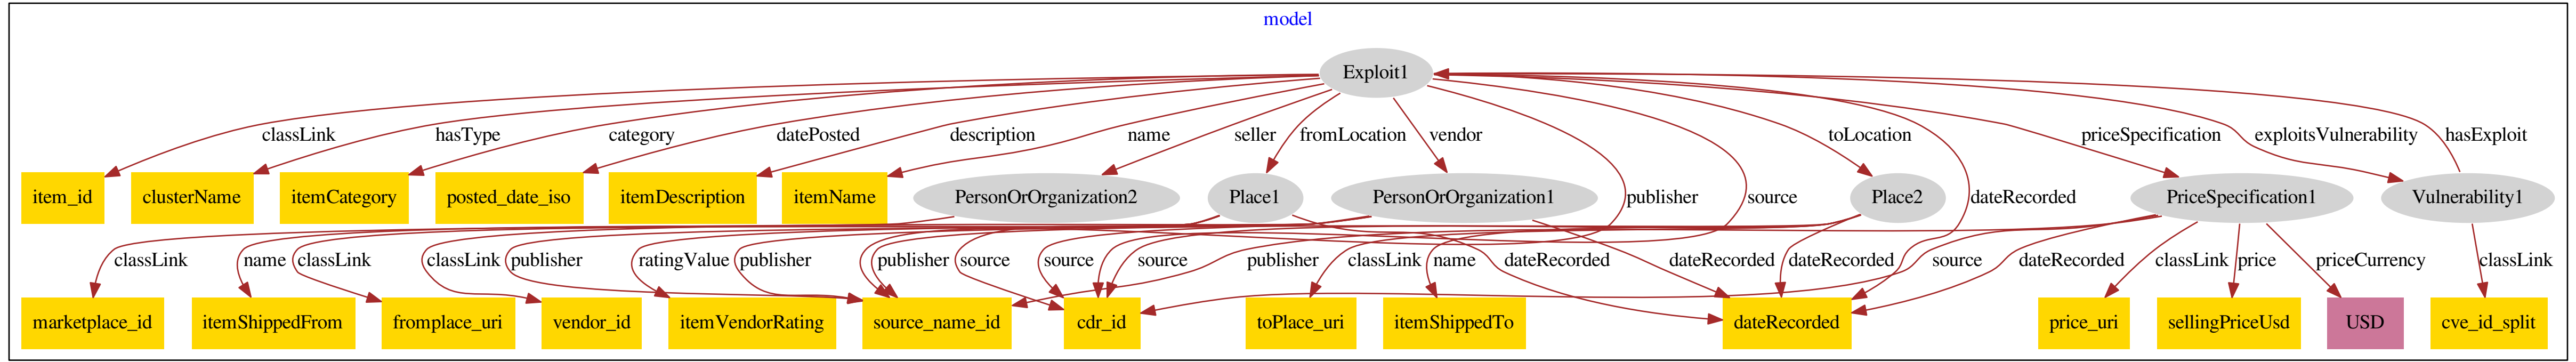 model
Exploit1
classLink
hasType
category
datePosted
description
name
seller
fromLocation
vendor
toLocation
priceSpecification
exploitsVulnerability
hasExploit
item_id
clusterName
itemCategory
posted_date_iso
itemDescription
itemName
PersonOrOrganization2
Place1
PersonOrOrganization1
publisher
source
Place2
dateRecorded
PriceSpecification1
Vulnerability1
classLink
name
classLink
classLink
publisher
ratingValue
publisher
publisher
source
source
source
publisher
classLink
name
dateRecorded
dateRecorded
dateRecorded
source
dateRecorded
classLink
price
priceCurrency
classLink
marketplace_id
itemShippedFrom
fromplace_uri
vendor_id
itemVendorRating
source_name_id
cdr_id
toPlace_uri
itemShippedTo
dateRecorded
price_uri
sellingPriceUsd
USD
cve_id_split